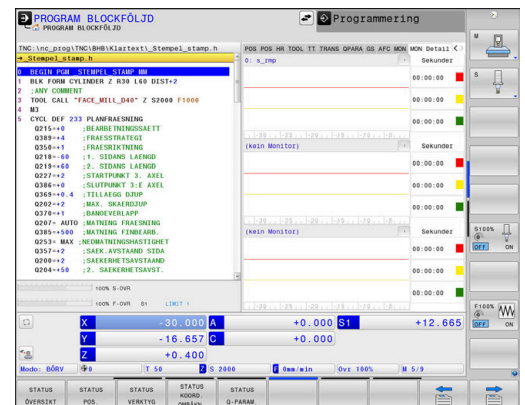 PROGRAM BLOCKFÖLJD
PROGRAM BLOCKFÖLJD
Programmering
TNC:\nc_prog\TNC\BHB\Klartext\_Stempel_stamp.h
→_Stempel_stamp.h
0 BEGIN PGM _STEMPEL_STAMP MM
1 BLK FORM CYLINDER Z R30 L60 DIST+2
2 ;ANY COMMENT
3 TOOL CALL "FACE_MILL_D40" Z S2000 F1000
4 M3
5 CYCL DEF 233 PLANFRAESNING
Q215=+0 ;BEARBETNINGSSAETT
Q389=+4 ;FRAESSTRATEGI
Q350=+1 ;FRAESRIKTNING
Q218=-60 ;1. SIDANS LAENGD
Q219=+60 ;2. SIDANS LAENGD
Q227=+2 ;STARTPUNKT 3. AXEL
Q386=+0 ;SLUTPUNKT 3:E AXEL
Q369=+0.4 ;TILLAEGG DJUP
Q202=+2 ;MAX. SKAERDJUP
Q370=+1 ;BANOEVERLAPP
Q207= AUTO ;MATNING FRAESNING
Q385=+500 ;MATNING FINBEARB.
Q253= MAX ;NEDMATNINGSHASTIGHET
Q357=+2 ;SAEK.AVSTAAND SIDA
Q200=+2 ;SAEKERHETSAVSTAAND
Q204=+50 ;2. SAEKERHETSAVST.
100% S-OVR
100% F-OVR S1 LIMIT 1
POS POS HR TOOL TT TRANS QPARA GS AFC MON MON Detail
0: s_rmp
Sekunder
00:00:00
00:00:00
00:00:00
(kein Monitor)
Sekunder
00:00:00
00:00:00
00:00:00
(kein Monitor)
Sekunder
00:00:00
00:00:00
00:00:00
X -30.000 A +0.000 S1 +12.665
Y -16.657 C +0.000
Z +0.400
Modo: BÖRV 0 T 50 Z S 2000 F 0mm/min Ovr 100% M 5/9
STATUS ÖVERSIKT
STATUS POS.
STATUS VERKTYG
STATUS KOORD. OMRÄKN.
STATUS Q-PARAM.
M
S
S100%
OFF ON
F100%
OFF ON